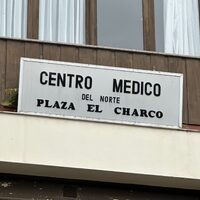 CENTRO MEDICO
DEL NORTE
PLAZA EL CHARCO